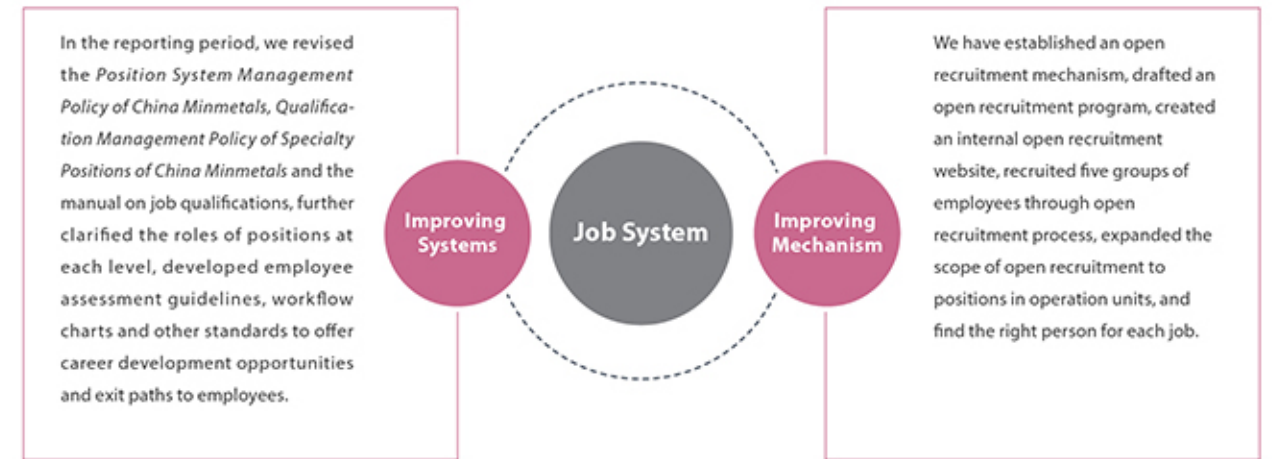 In the reporting period, we revised
the Position System Management
Policy of China Minmetals, Qualifica-
tion Management Policy of Specialty
Positions of China Minmetals and the
manual on job qualifications, further
clarified the roles of positions at
each level, developed employee
assessment guidelines, workflow
charts and other standards to offer
career development opportunities
and exit paths to employees.
Improving
Systems
Job System
Improving
Mechanism
We have established an open
recruitment mechanism, drafted an
open recruitment program, created
an internal open recruitment
website, recruited five groups of
employees through open
recruitment process, expanded the
scope of open recruitment to
positions in operation units, and
find the right person for each job.